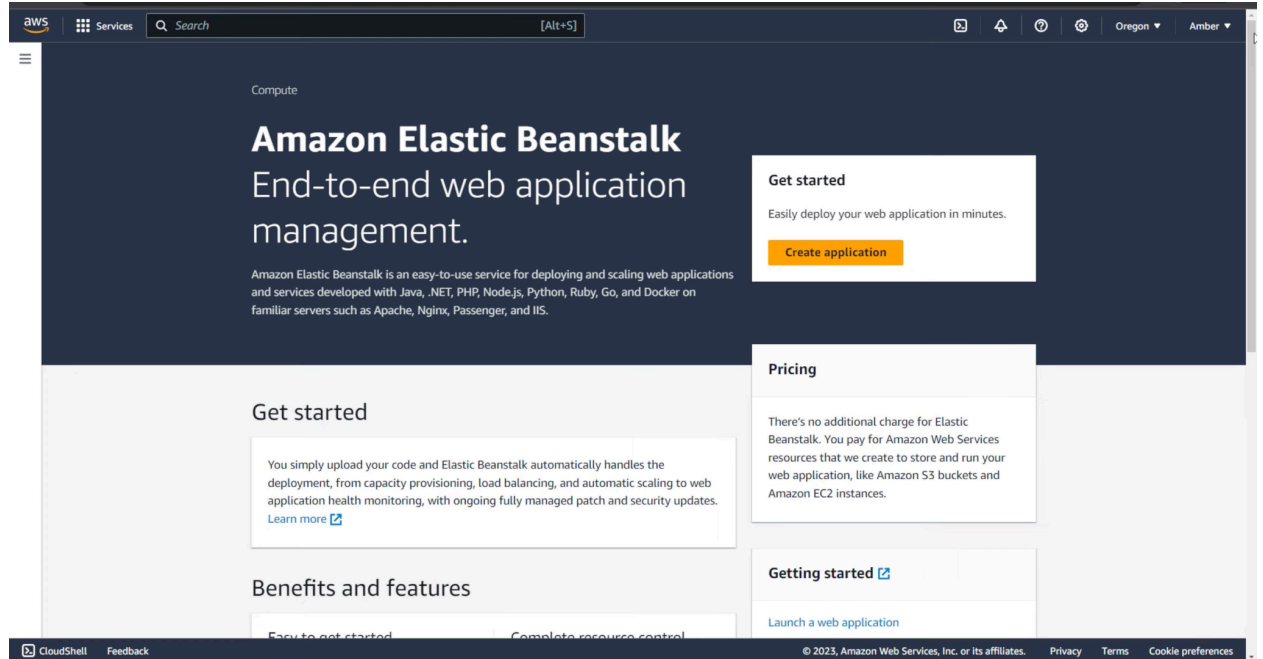 aws
Services
Search [Alt+S]
Oregon
Amber
Compute
Amazon Elastic Beanstalk
End-to-end web application
management.
Amazon Elastic Beanstalk is an easy-to-use service for deploying and scaling web applications
and services developed with Java, .NET, PHP, Node.js, Python, Ruby, Go, and Docker on
familiar servers such as Apache, Nginx, Passenger, and IIS.
Get started
Easily deploy your web application in minutes.
Create application
Pricing
There's no additional charge for Elastic
Beanstalk. You pay for Amazon Web Services
resources that we create to store and run your
web application, like Amazon S3 buckets and
Amazon EC2 instances.
Get started
You simply upload your code and Elastic Beanstalk automatically handles the
deployment, from capacity provisioning, load balancing, and automatic scaling to web
application health monitoring, with ongoing fully managed patch and security updates.
Learn more
Getting started
Launch a web application
Benefits and features
Easy to get started
Complete resource control
CloudShell
Feedback
© 2023, Amazon Web Services, Inc. or its affiliates.
Privacy
Terms
Cookie preferences